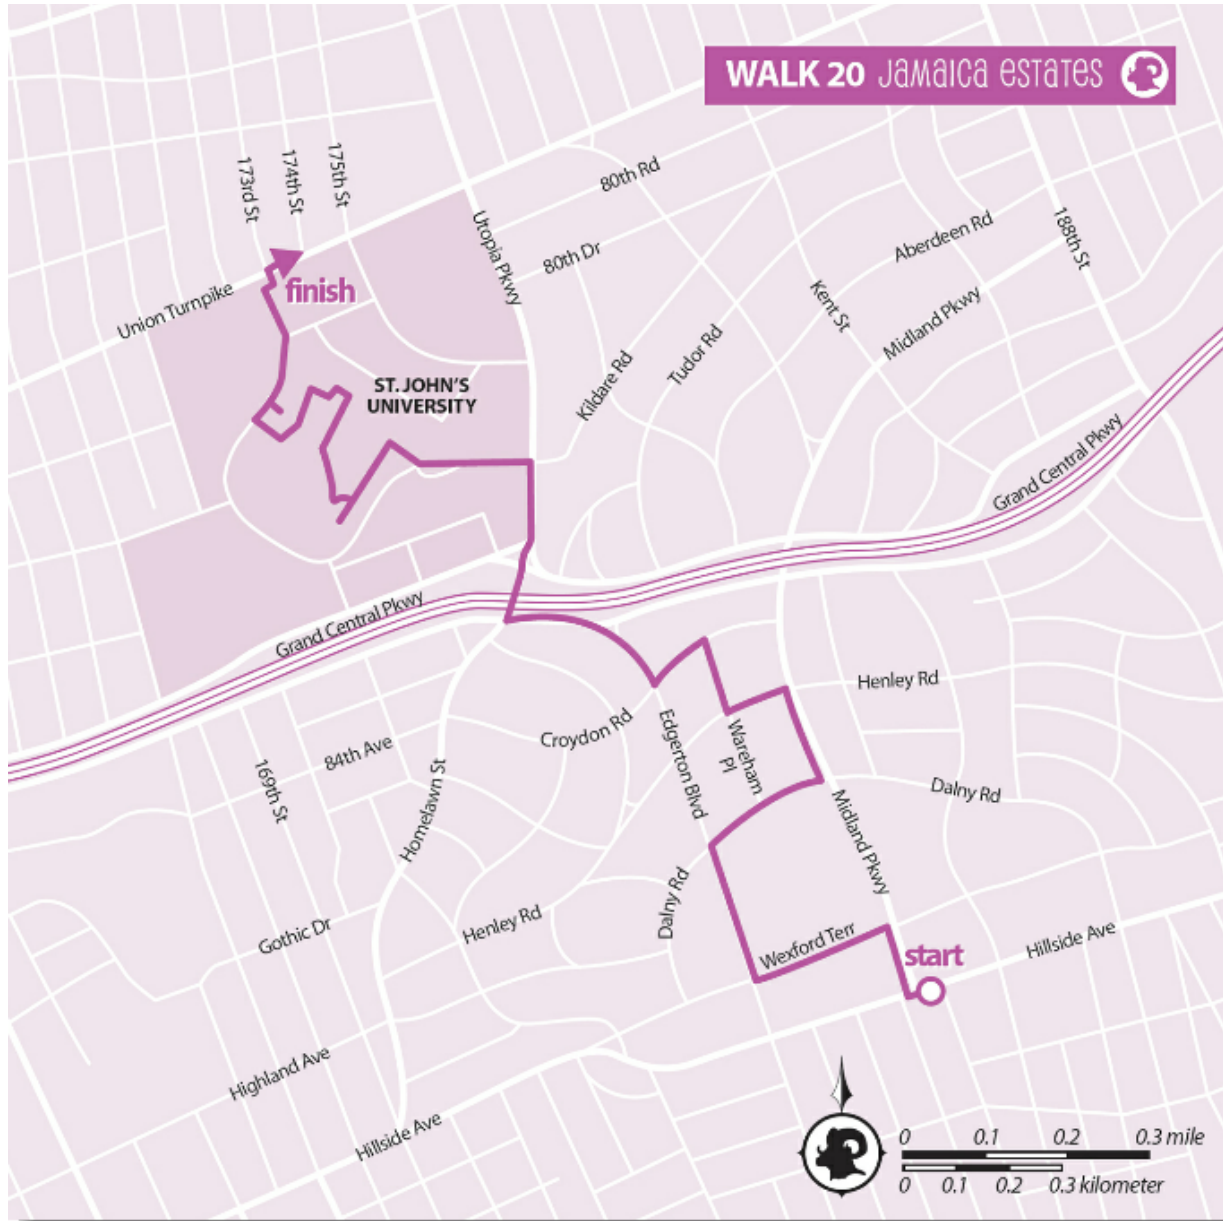 WALK 20 Jamaica Estates
173rd St
174th St
175th St
80th Rd
Utopia Pkwy
80th Dr
Aberdeen Rd
188th St
Union Turnpike
finish
Kent St
Midland Pkwy
Kildare Rd
Tudor Rd
ST. JOHN'S
UNIVERSITY
Grand Central Pkwy
Grand Central Pkwy
Henley Rd
Croydon Rd
Edgerton Blvd
Wareham
Pl
84th Ave
169th St
Homelawn St
Dalny Rd
Midland Pkwy
Dalny Rd
Gothic Dr
Henley Rd
Wexford Terr
start
Hillside Ave
Highland Ave
Hillside Ave
0 0.1 0.2 0.3 mile
0 0.1 0.2 0.3 kilometer